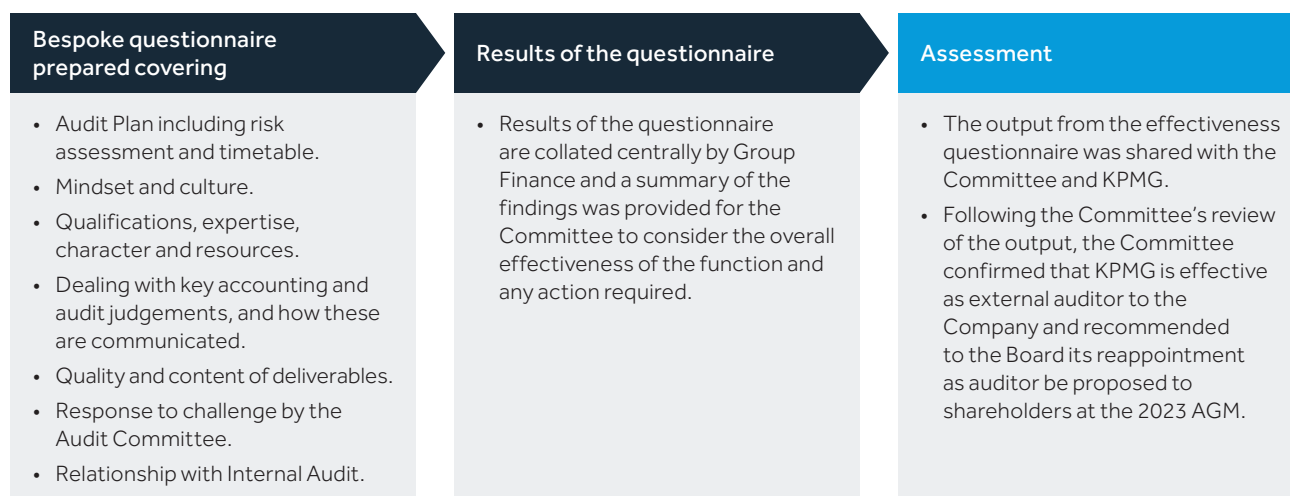 Bespoke questionnaire
prepared covering
• Audit Plan including risk
assessment and timetable.
• Mindset and culture.
• Qualifications, expertise,
character and resources.
• Dealing with key accounting and
audit judgements, and how these
are communicated.
• Quality and content of deliverables.
• Response to challenge by the
Audit Committee.
• Relationship with Internal Audit.
Results of the questionnaire
• Results of the questionnaire
are collated centrally by Group
Finance and a summary of the
findings was provided for the
Committee to consider the overall
effectiveness of the function and
any action required.
Assessment
• The output from the effectiveness
questionnaire was shared with the
Committee and KPMG.
• Following the Committee’s review
of the output, the Committee
confirmed that KPMG is effective
as external auditor to the
Company and recommended
to the Board its reappointment
as auditor be proposed to
shareholders at the 2023 AGM.